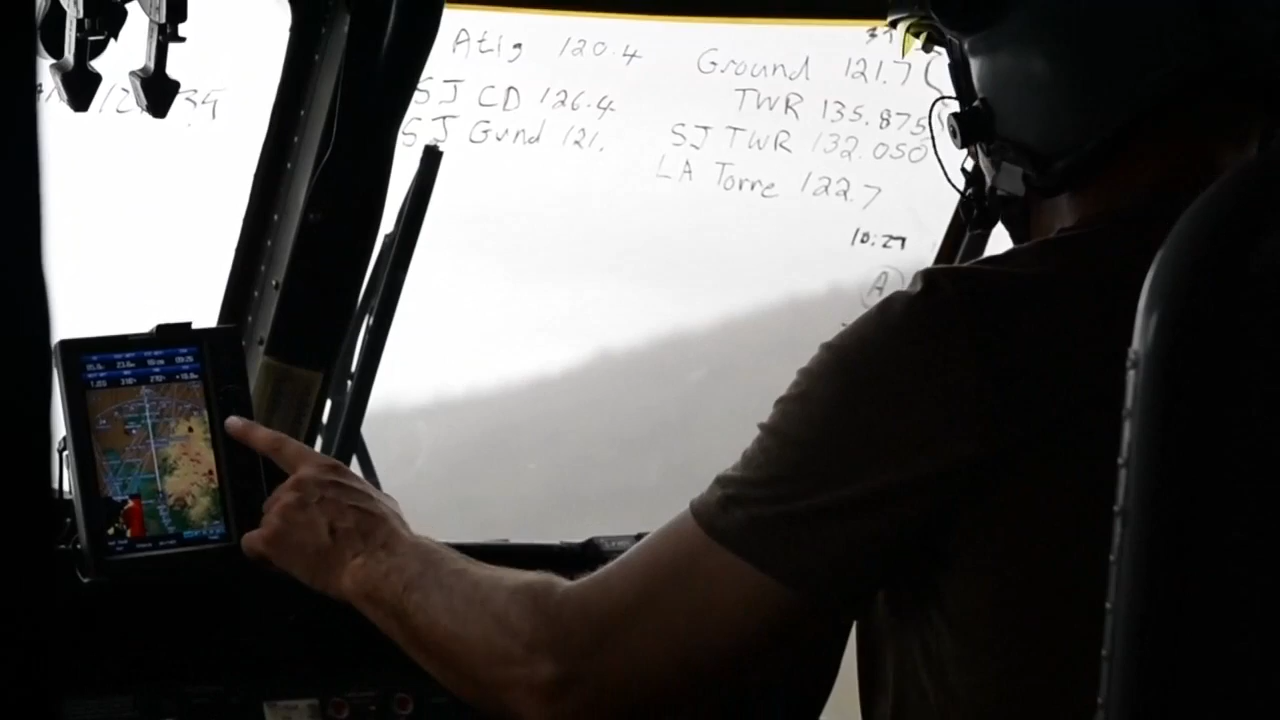 Atis 120.4
Ground 121.7
SJ CD 126.4
TWR 135.875
SJ Gund 121.
SJ TWR 132.050
LA Torre 122.7
10:27
A